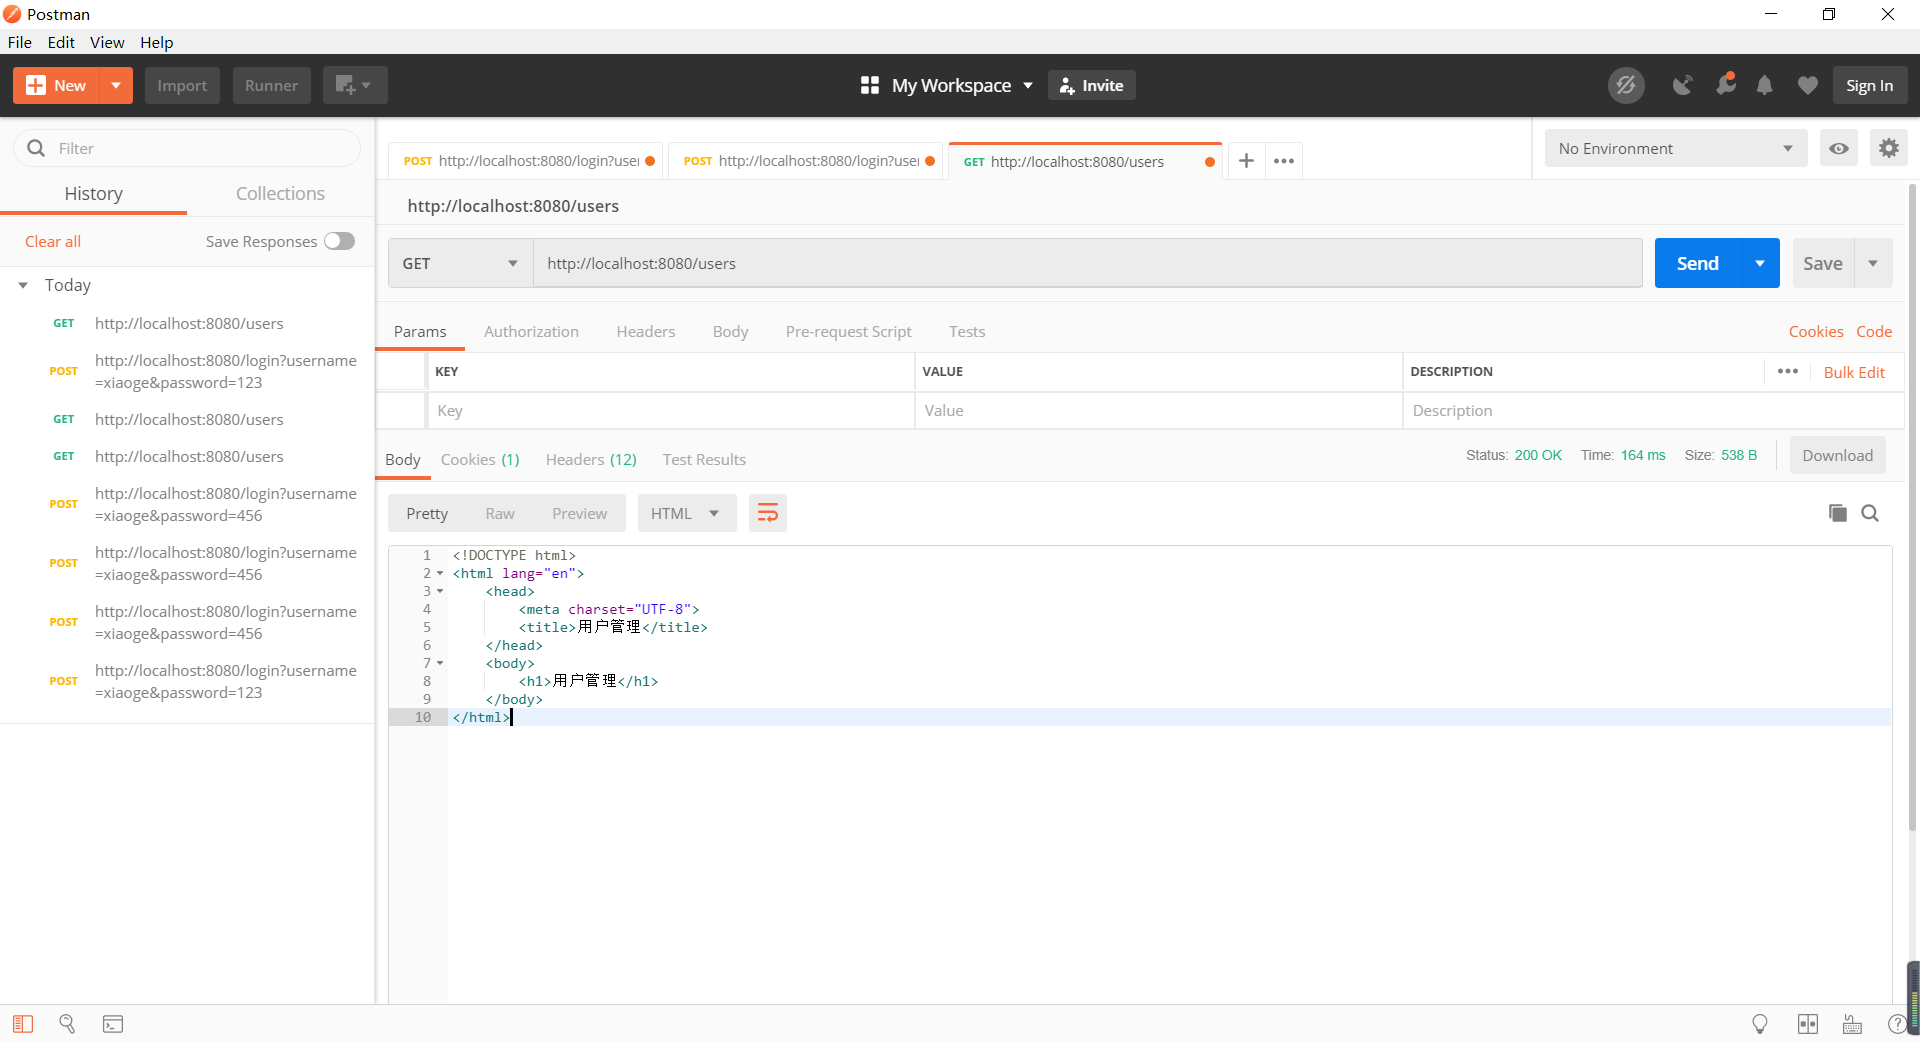 Postman
File Edit View Help
New Import Runner My Workspace Invite Sign In
Filter
History Collections
Clear all Save Responses
Today
GET http://localhost:8080/users
POST http://localhost:8080/login?username
=xiaoge&password=123
GET http://localhost:8080/users
GET http://localhost:8080/users
POST http://localhost:8080/login?username
=xiaoge&password=456
POST http://localhost:8080/login?username
=xiaoge&password=456
POST http://localhost:8080/login?username
=xiaoge&password=456
POST http://localhost:8080/login?username
=xiaoge&password=123
POST http://localhost:8080/login?user POST http://localhost:8080/login?user GET http://localhost:8080/users
No Environment
http://localhost:8080/users
GET http://localhost:8080/users Send Save
Params Authorization Headers Body Pre-request Script Tests Cookies Code
KEY VALUE DESCRIPTION Bulk Edit
Key Value Description
Body Cookies (1) Headers (12) Test Results Status: 200 OK Time: 164 ms Size: 538 B Download
Pretty Raw Preview HTML
1 <!DOCTYPE html>
2 <html lang="en">
3 <head>
4 <meta charset="UTF-8">
5 <title>用户管理</title>
6 </head>
7 <body>
8 <h1>用户管理</h1>
9 </body>
10 </html>